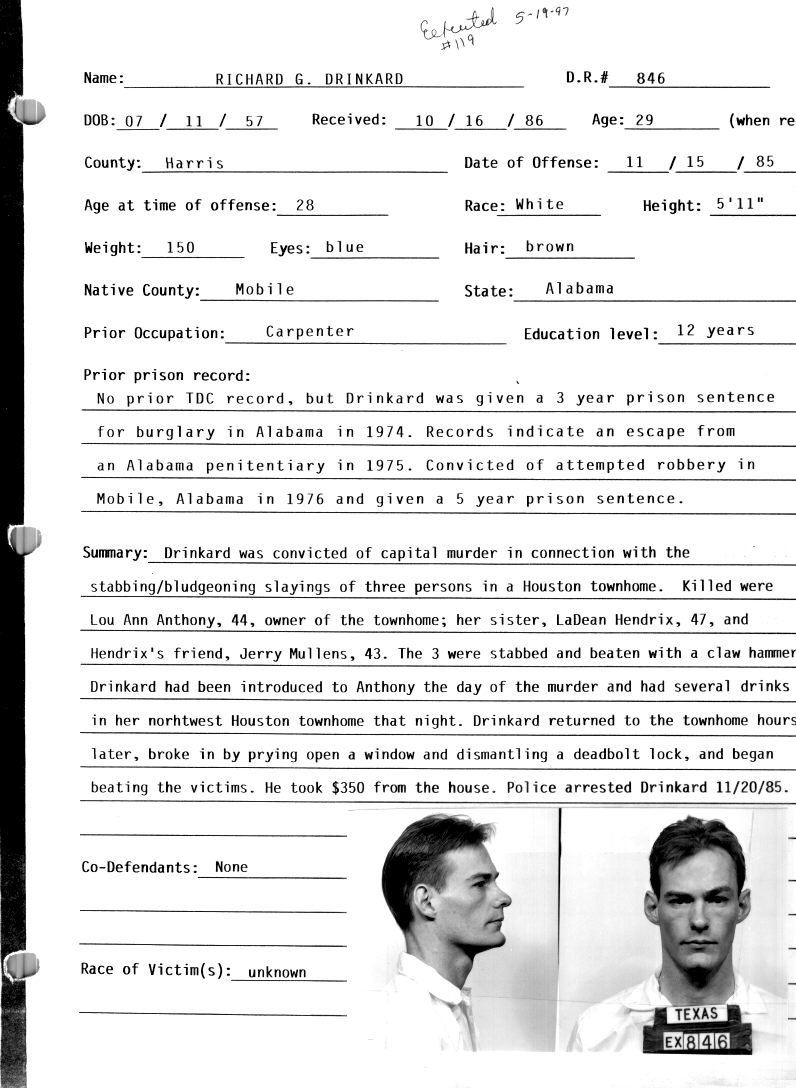 Executed 5-19-97
#119
Name: RICHARD G. DRINKARD D.R.# 846
DOB: 07 / 11 / 57 Received: 10 / 16 / 86 Age: 29 (when re
County: Harris Date of Offense: 11 / 15 / 85
Age at time of offense: 28 Race: White Height: 5'11"
Weight: 150 Eyes: blue Hair: brown
Native County: Mobile State: Alabama
Prior Occupation: Carpenter Education level: 12 years
Prior prison record:
No prior TDC record, but Drinkard was given a 3 year prison sentence
for burglary in Alabama in 1974. Records indicate an escape from
an Alabama penitentiary in 1975. Convicted of attempted robbery in
Mobile, Alabama in 1976 and given a 5 year prison sentence.
Summary: Drinkard was convicted of capital murder in connection with the
stabbing/bludgeoning slayings of three persons in a Houston townhome. Killed were
Lou Ann Anthony, 44, owner of the townhome; her sister, LaDean Hendrix, 47, and
Hendrix's friend, Jerry Mullens, 43. The 3 were stabbed and beaten with a claw hammer
Drinkard had been introduced to Anthony the day of the murder and had several drinks
in her norhtwest Houston townhome that night. Drinkard returned to the townhome hours
later, broke in by prying open a window and dismantling a deadbolt lock, and began
beating the victims. He took $350 from the house. Police arrested Drinkard 11/20/85.
Co-Defendants: None
Race of Victim(s): unknown
TEXAS
EX 846